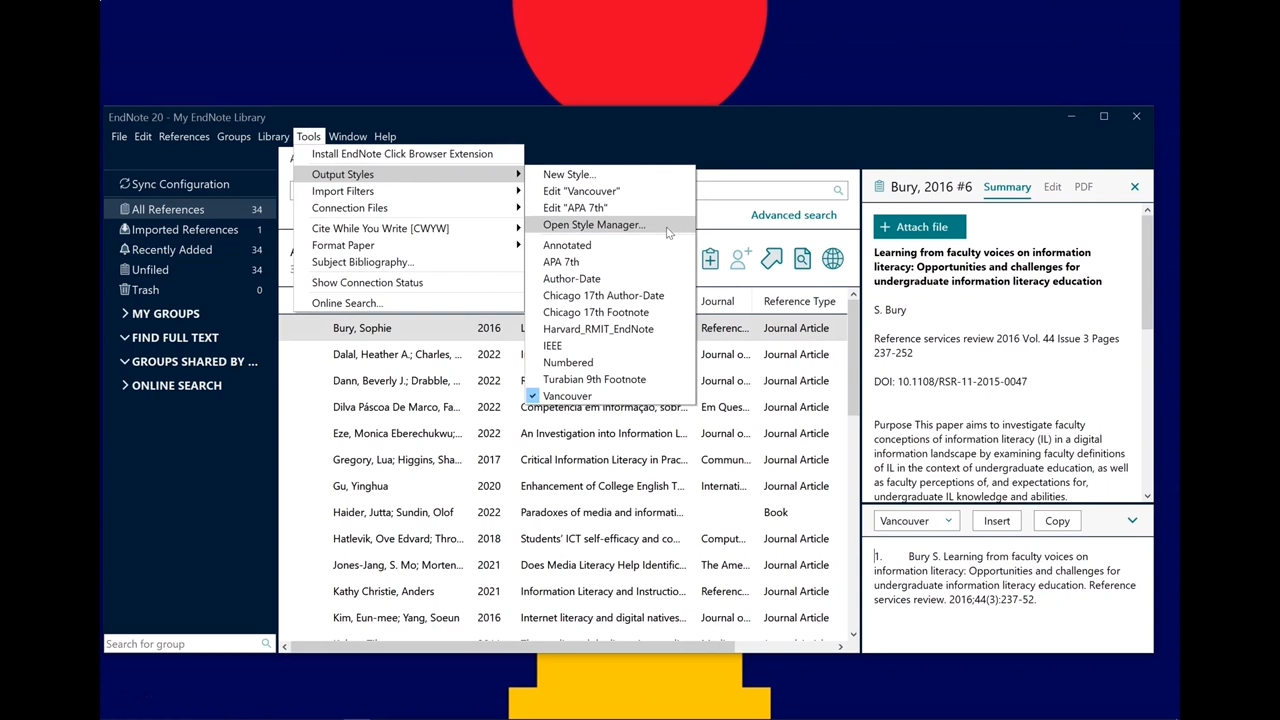 EndNote 20 - My EndNote Library
File Edit References Groups Library Tools Window Help
Sync Configuration
All References 34
Imported References 1
Recently Added 34
Unfiled 34
Trash 0
MY GROUPS
FIND FULL TEXT
GROUPS SHARED BY ...
ONLINE SEARCH
Search for group
Install EndNote Click Browser Extension
Output Styles
Import Filters
Connection Files
Cite While You Write [CWYW]
Format Paper
Subject Bibliography...
Show Connection Status
Online Search...
New Style...
Edit "Vancouver"
Edit "APA 7th"
Open Style Manager...
Annotated
APA 7th
Author-Date
Chicago 17th Author-Date
Chicago 17th Footnote
Harvard_RMIT_EndNote
IEEE
Numbered
Turabian 9th Footnote
Vancouver
Advanced search
Journal Reference Type
Bury, Sophie 2016 L Referenc... Journal Article
Dalal, Heather A.; Charles, ... 2022 Journal o... Journal Article
Dann, Beverly J.; Drabble, ... 2021 Journal o... Journal Article
Dilva Páscoa De Marco, Fa... 2022 Competência em informação, sobr... Em Ques... Journal Article
Eze, Monica Eberechukwu;... 2022 An Investigation into Information L... Journal o... Journal Article
Gregory, Lua; Higgins, Sha... 2017 Critical Information Literacy in Prac... Commun... Journal Article
Gu, Yinghua 2020 Enhancement of College English T... Internati... Journal Article
Haider, Jutta; Sundin, Olof 2022 Paradoxes of media and informati... Book
Hatlevik, Ove Edvard; Thro... 2018 Students' ICT self-efficacy and co... Comput... Journal Article
Jones-Jang, S. Mo; Morten... 2021 Does Media Literacy Help Identific... The Ame... Journal Article
Kathy Christie, Anders 2021 Information Literacy and Instructio... Referenc... Journal Article
Kim, Eun-mee; Yang, Soeun 2016 Internet literacy and digital natives... Journal o... Journal Article
Bury, 2016 #6 Summary Edit PDF
+ Attach file
Learning from faculty voices on information
literacy: Opportunities and challenges for
undergraduate information literacy education
S. Bury
Reference services review 2016 Vol. 44 Issue 3 Pages
237-252
DOI: 10.1108/RSR-11-2015-0047
Purpose This paper aims to investigate faculty
conceptions of information literacy (IL) in a digital
information landscape by examining faculty definitions
of IL in the context of undergraduate education, as well
as faculty perceptions of, and expectations for,
undergraduate IL knowledge and abilities.
Vancouver Insert Copy
1. Bury S. Learning from faculty voices on
information literacy: Opportunities and challenges for
undergraduate information literacy education. Reference
services review. 2016;44(3):237-52.